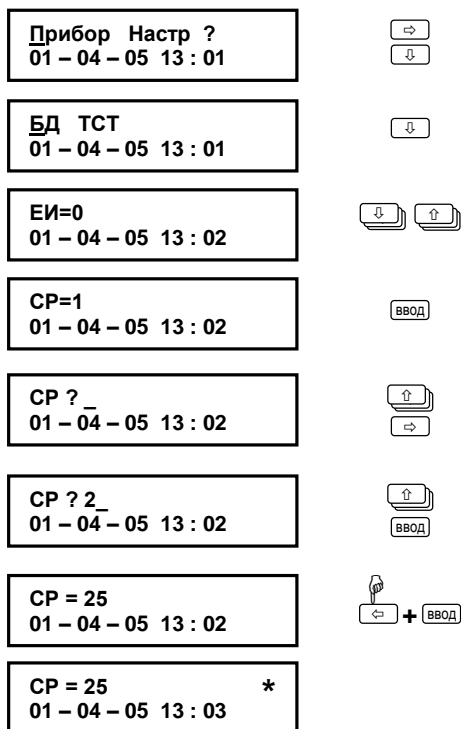 Прибор Настр ?
01 – 04 – 05 13 : 01
БД ТСТ
01 – 04 – 05 13 : 01
ЕИ=0
01 – 04 – 05 13 : 02
СР=1
01 – 04 – 05 13 : 02
ВВОД
СР ? _
01 – 04 – 05 13 : 02
СР ? 2_
01 – 04 – 05 13 : 02
ВВОД
СР = 25
01 – 04 – 05 13 : 02
+ ВВОД
СР = 25 *
01 – 04 – 05 13 : 03